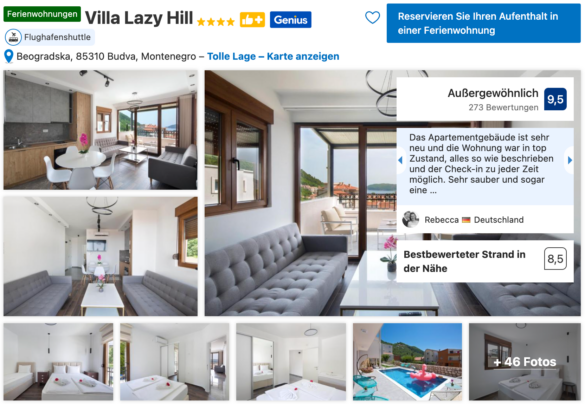 Ferienwohnungen
Villa Lazy Hill
Genius
Reservieren Sie Ihren Aufenthalt in
einer Ferienwohnung
Flughafenshuttle
Beogradska, 85310 Budva, Montenegro – Tolle Lage – Karte anzeigen
Außergewöhnlich
273 Bewertungen
9,5
Das Apartementgebäude ist sehr
neu und die Wohnung war in top
Zustand, alles so wie beschrieben
und der Check-in zu jeder Zeit
möglich. Sehr sauber und sogar
eine ...
Rebecca Deutschland
Bestbewerteter Strand in
der Nähe
8,5
+ 46 Fotos